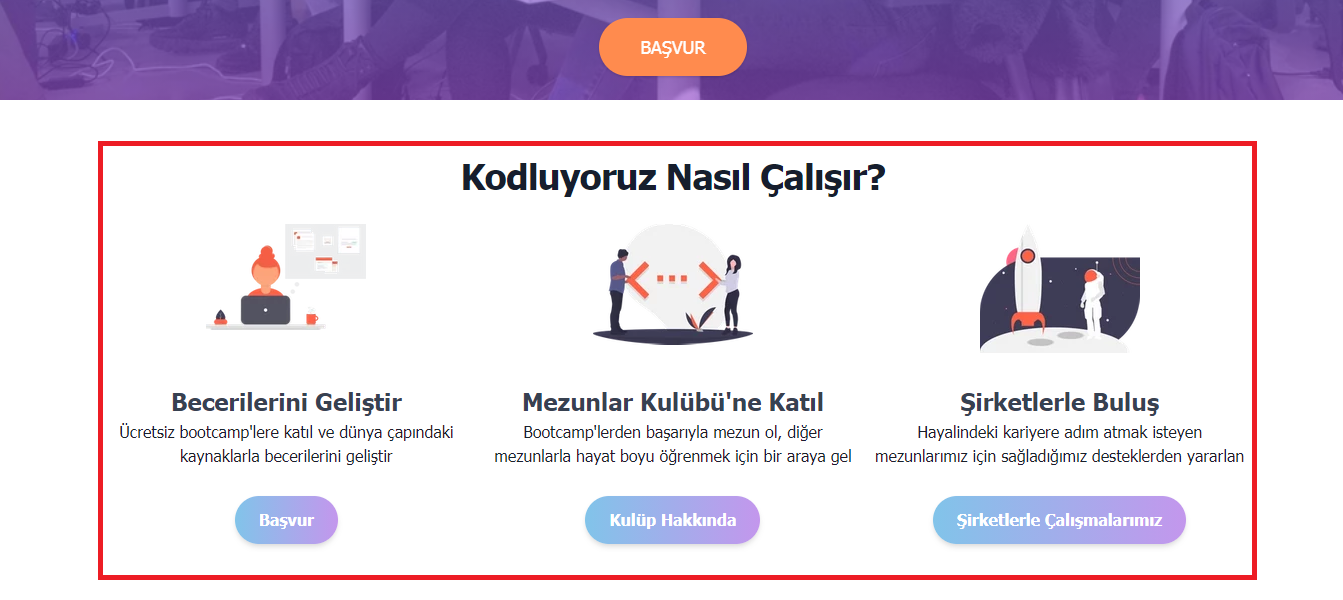 BAŞVUR
Kodluyoruz Nasıl Çalışır?
Becerilerini Geliştir
Ücretsiz bootcamp'lere katıl ve dünya çapındaki
kaynaklarla becerilerini geliştir
Başvur
Mezunlar Kulübü'ne Katıl
Bootcamp'lerden başarıyla mezun ol, diğer
mezunlarla hayat boyu öğrenmek için bir araya gel
Kulüp Hakkında
Şirketlerle Buluş
Hayalindeki kariyere adım atmak isteyen
mezunlarımız için sağladığımız desteklerden yararlan
Şirketlerle Çalışmalarımız